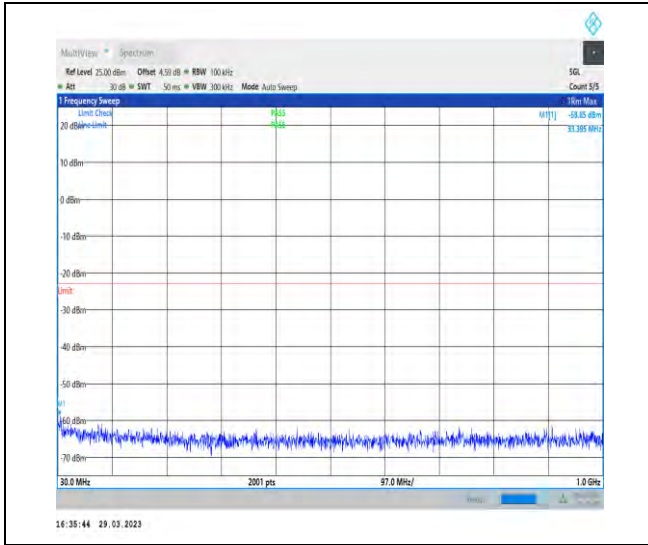 MultiView Spectrum
Ref Level 25.00 dBm Offset 4.59 dB RBW 100 kHz SGL
Att 30 dB SWT 50 ms VBW 300 kHz Mode Auto Sweep Count 5/5
1 Frequency Sweep 1Rm Max
Limit Check PASS M1[1] -58.85 dBm
20 dBm Line Limit PASS 33.395 MHz
10 dBm
0 dBm
-10 dBm
-20 dBm
Limit
-30 dBm
-40 dBm
-50 dBm
M1
-60 dBm
-70 dBm
30.0 MHz 2001 pts 97.0 MHz/ 1.0 GHz
16:35:44 29.03.2023